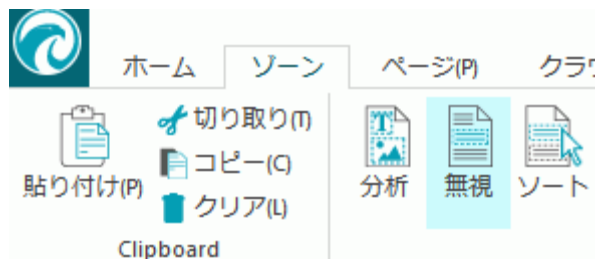 ホーム ゾーン ページ(P) クラ
貼り付け(P)
切り取り(T)
コピー(C)
クリア(L)
Clipboard
分析 無視 ソート